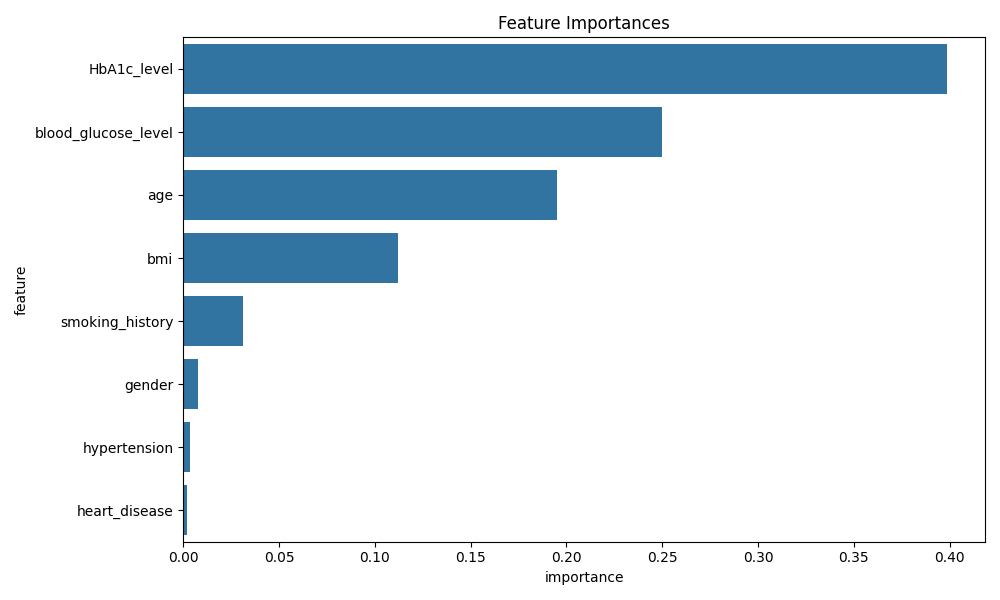 Feature Importances
HbA1c_level
blood_glucose_level
age
bmi
smoking_history
gender
hypertension
heart_disease
feature
0.00 0.05 0.10 0.15 0.20 0.25 0.30 0.35 0.40
importance